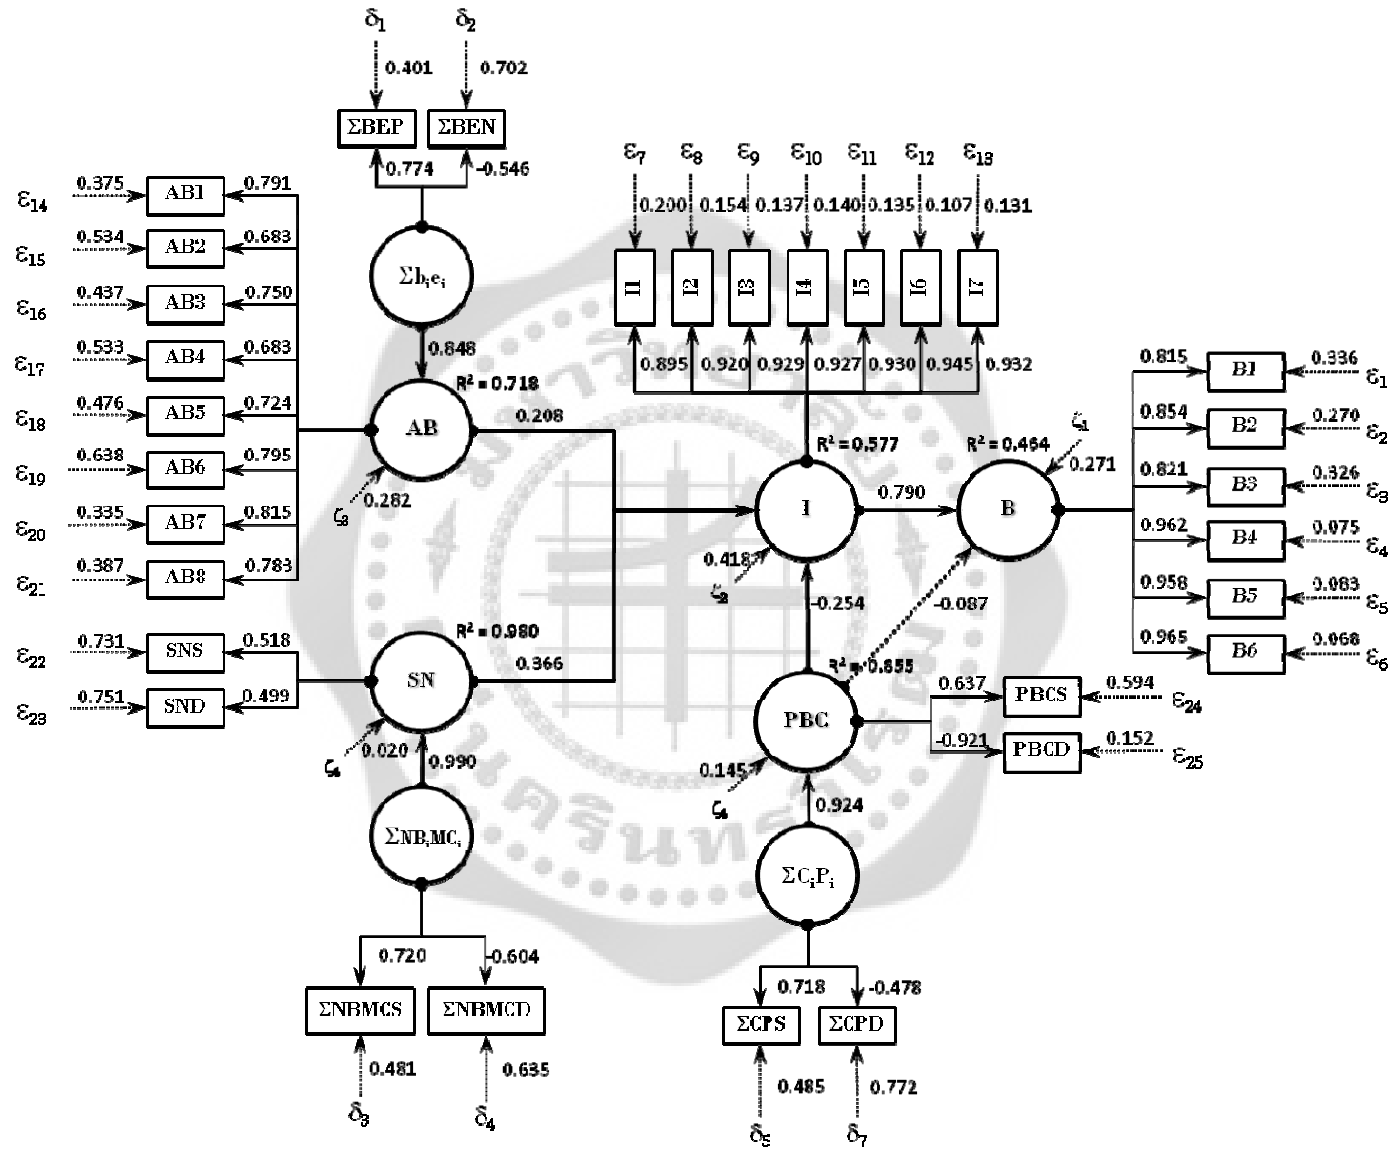 δ1 δ2
0.401 0.702
ΣBEP ΣBEN
0.774 -0.546
Σbiei
0.848
ε14 0.375 AB1 0.791
ε15 0.534 AB2 0.683
ε16 0.437 AB3 0.750
ε17 0.533 AB4 0.683
ε18 0.476 AB5 0.724
ε19 0.638 AB6 0.795
ε20 0.335 AB7 0.815
0.387 AB8 0.783
R² = 0.718
AB 0.208
ζ3 0.282
ε22 0.731 SNS 0.518
ε23 0.751 SND 0.499
R² = 0.980
SN 0.366
0.020 0.990
ΣNBiMCi
0.720 -0.604
ΣNBMCS ΣNBMCD
0.481 0.635
δ3 δ4
ε7 ε8 ε9 ε10 ε11 ε12 ε13
0.200 0.154 0.137 0.140 0.135 0.107 0.131
I1 I2 I3 I4 I5 I6 I7
0.895 0.920 0.929 0.927 0.930 0.945 0.932
R² = 0.577
I 0.790
0.418 ζ2
-0.254 -0.087
R² = 0.464 ζ1
B 0.271
0.815 B1 0.336 ε1
0.854 B2 0.270 ε2
0.821 B3 0.326 ε3
0.962 B4 0.075 ε4
0.958 B5 0.083 ε5
0.965 B6 0.068 ε6
R² = 0.855
PBC
0.637 PBCS 0.594 ε24
-0.921 PBCD 0.152 ε25
0.145 ζ4
0.924
ΣCiPi
0.718 -0.478
ΣCPS ΣCPD
0.485 0.772
δ5 δ7